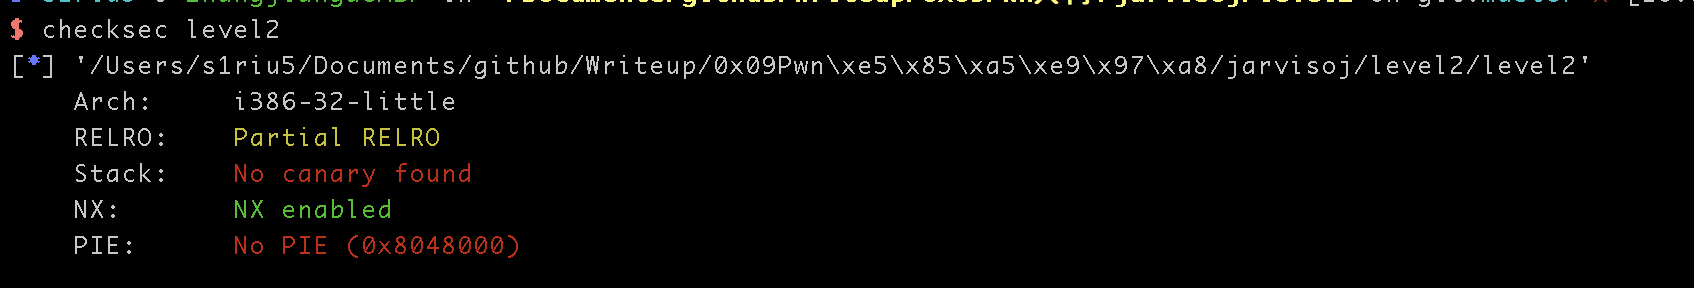 $ checksec level2
[*] '/Users/s1riu5/Documents/github/Writeup/0x09Pwn\xe5\x85\xa5\xe9\x97\xa8/jarvisoj/level2/level2'
Arch: i386-32-little
RELRO: Partial RELRO
Stack: No canary found
NX: NX enabled
PIE: No PIE (0x8048000)